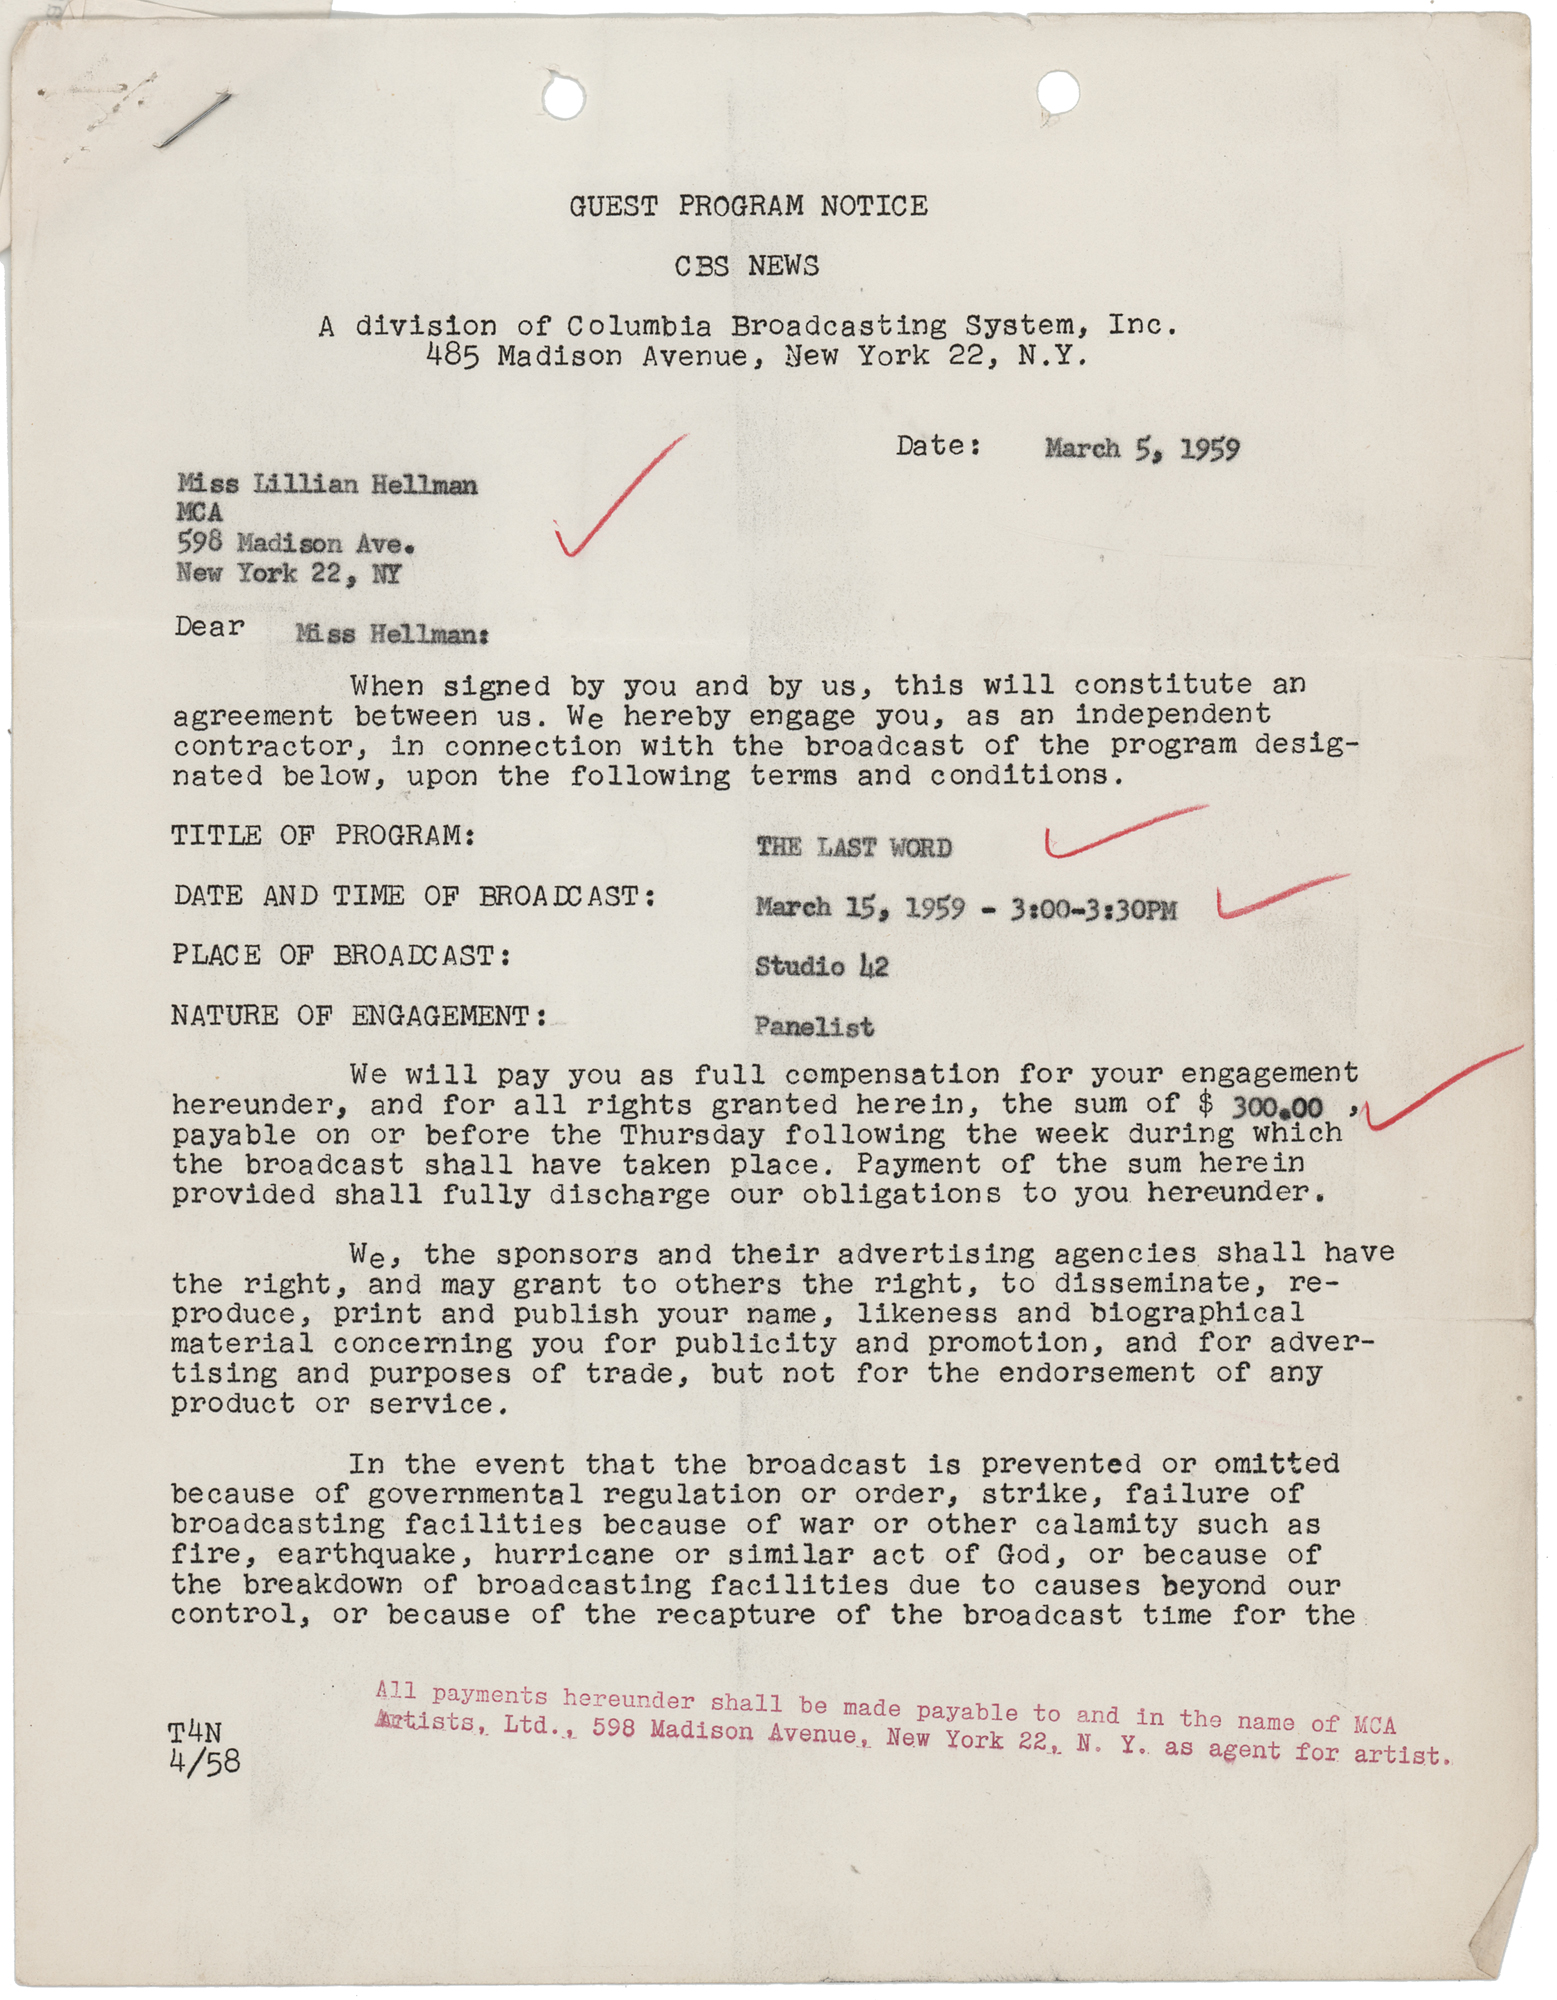 GUEST PROGRAM NOTICE
CBS NEWS
A division of Columbia Broadcasting System, Inc.
485 Madison Avenue, New York 22, N.Y.
Date: March 5, 1959
Miss Lillian Hellman
MCA
598 Madison Ave.
New York 22, NY
Dear Miss Hellman:
When signed by you and by us, this will constitute an
agreement between us. We hereby engage you, as an independent
contractor, in connection with the broadcast of the program desig-
nated below, upon the following terms and conditions.
TITLE OF PROGRAM: THE LAST WORD
DATE AND TIME OF BROADCAST: March 15, 1959 - 3:00-3:30PM
PLACE OF BROADCAST: Studio 42
NATURE OF ENGAGEMENT: Panelist
We will pay you as full compensation for your engagement
hereunder, and for all rights granted herein, the sum of $ 300.00 ,
payable on or before the Thursday following the week during which
the broadcast shall have taken place. Payment of the sum herein
provided shall fully discharge our obligations to you hereunder.
We, the sponsors and their advertising agencies shall have
the right, and may grant to others the right, to disseminate, re-
produce, print and publish your name, likeness and biographical
material concerning you for publicity and promotion, and for adver-
tising and purposes of trade, but not for the endorsement of any
product or service.
In the event that the broadcast is prevented or omitted
because of governmental regulation or order, strike, failure of
broadcasting facilities because of war or other calamity such as
fire, earthquake, hurricane or similar act of God, or because of
the breakdown of broadcasting facilities due to causes beyond our
control, or because of the recapture of the broadcast time for the
All payments hereunder shall be made payable to and in the name of MCA
Artists, Ltd., 598 Madison Avenue, New York 22, N. Y. as agent for artist.
T4N
4/58